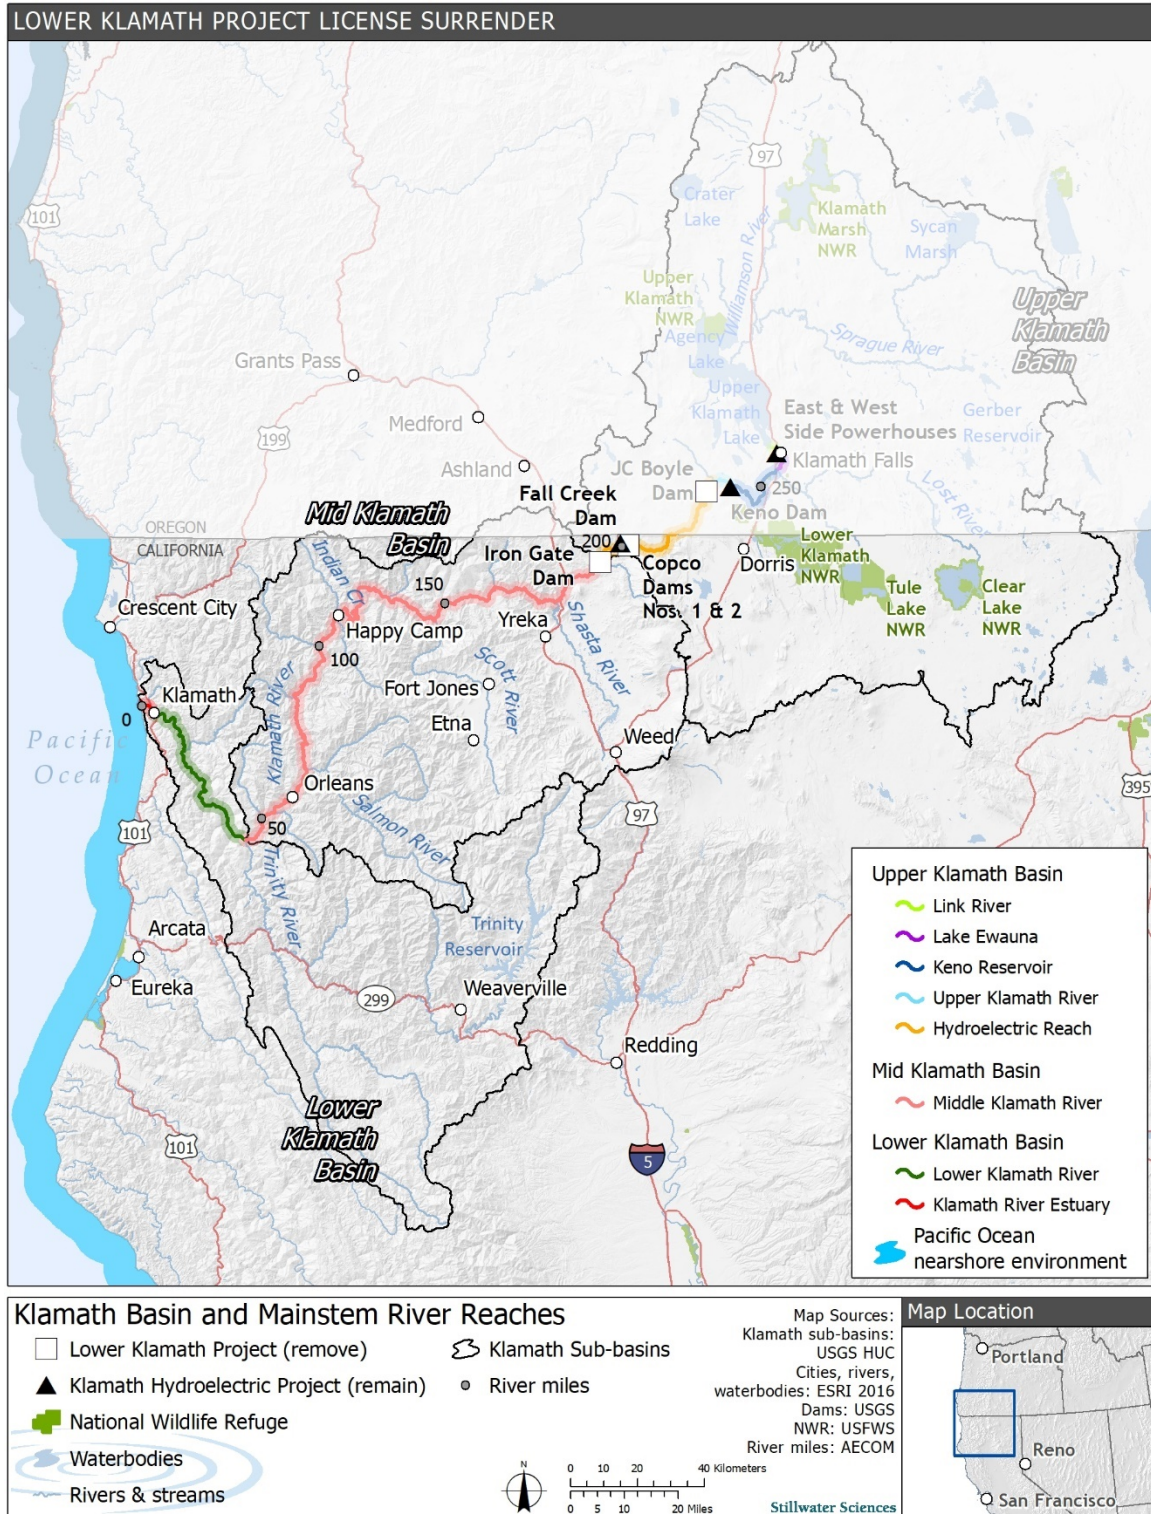 LOWER KLAMATH PROJECT LICENSE SURRENDER
97
101
Crater
Lake
Klamath
Marsh
NWR
Sycan
Marsh
Williamson River
Upper
Klamath
NWR
Upper
Klamath
Basin
Agency
Lake
Sprague River
Grants Pass
Upper
Klamath
Lake
East & West
Side Powerhouses
Gerber
Reservoir
Medford
199
Klamath Falls
Ashland
JC Boyle
Dam
250
Keno Dam
Lost River
Fall Creek
Dam
Mid Klamath
Basin
OREGON
CALIFORNIA
200
Iron Gate
Dam
Copco
Dams
Nos. 1 & 2
Dorris
Lower
Klamath
NWR
Tule
Lake
NWR
Clear
Lake
NWR
Indian Cr
150
Crescent City
Happy Camp
Yreka
Shasta River
100
Scott River
Fort Jones
Klamath
Klamath River
0
Etna
Weed
Pacific
Ocean
Orleans
50
Salmon River
97
395
101
Trinity River
Trinity
Reservoir
Arcata
Eureka
299
Weaverville
Redding
Lower
Klamath
Basin
101
5
Upper Klamath Basin
Link River
Lake Ewauna
Keno Reservoir
Upper Klamath River
Hydroelectric Reach
Mid Klamath Basin
Middle Klamath River
Lower Klamath Basin
Lower Klamath River
Klamath River Estuary
Pacific Ocean
nearshore environment
Klamath Basin and Mainstem River Reaches
Lower Klamath Project (remove)
Klamath Hydroelectric Project (remain)
National Wildlife Refuge
Waterbodies
Rivers & streams
Klamath Sub-basins
River miles
N
0 10 20 40 Kilometers
0 5 10 20 Miles
Map Sources:
Klamath sub-basins:
USGS HUC
Cities, rivers,
waterbodies: ESRI 2016
Dams: USGS
NWR: USFWS
River miles: AECOM
Stillwater Sciences
Map Location
Portland
Reno
San Francisco